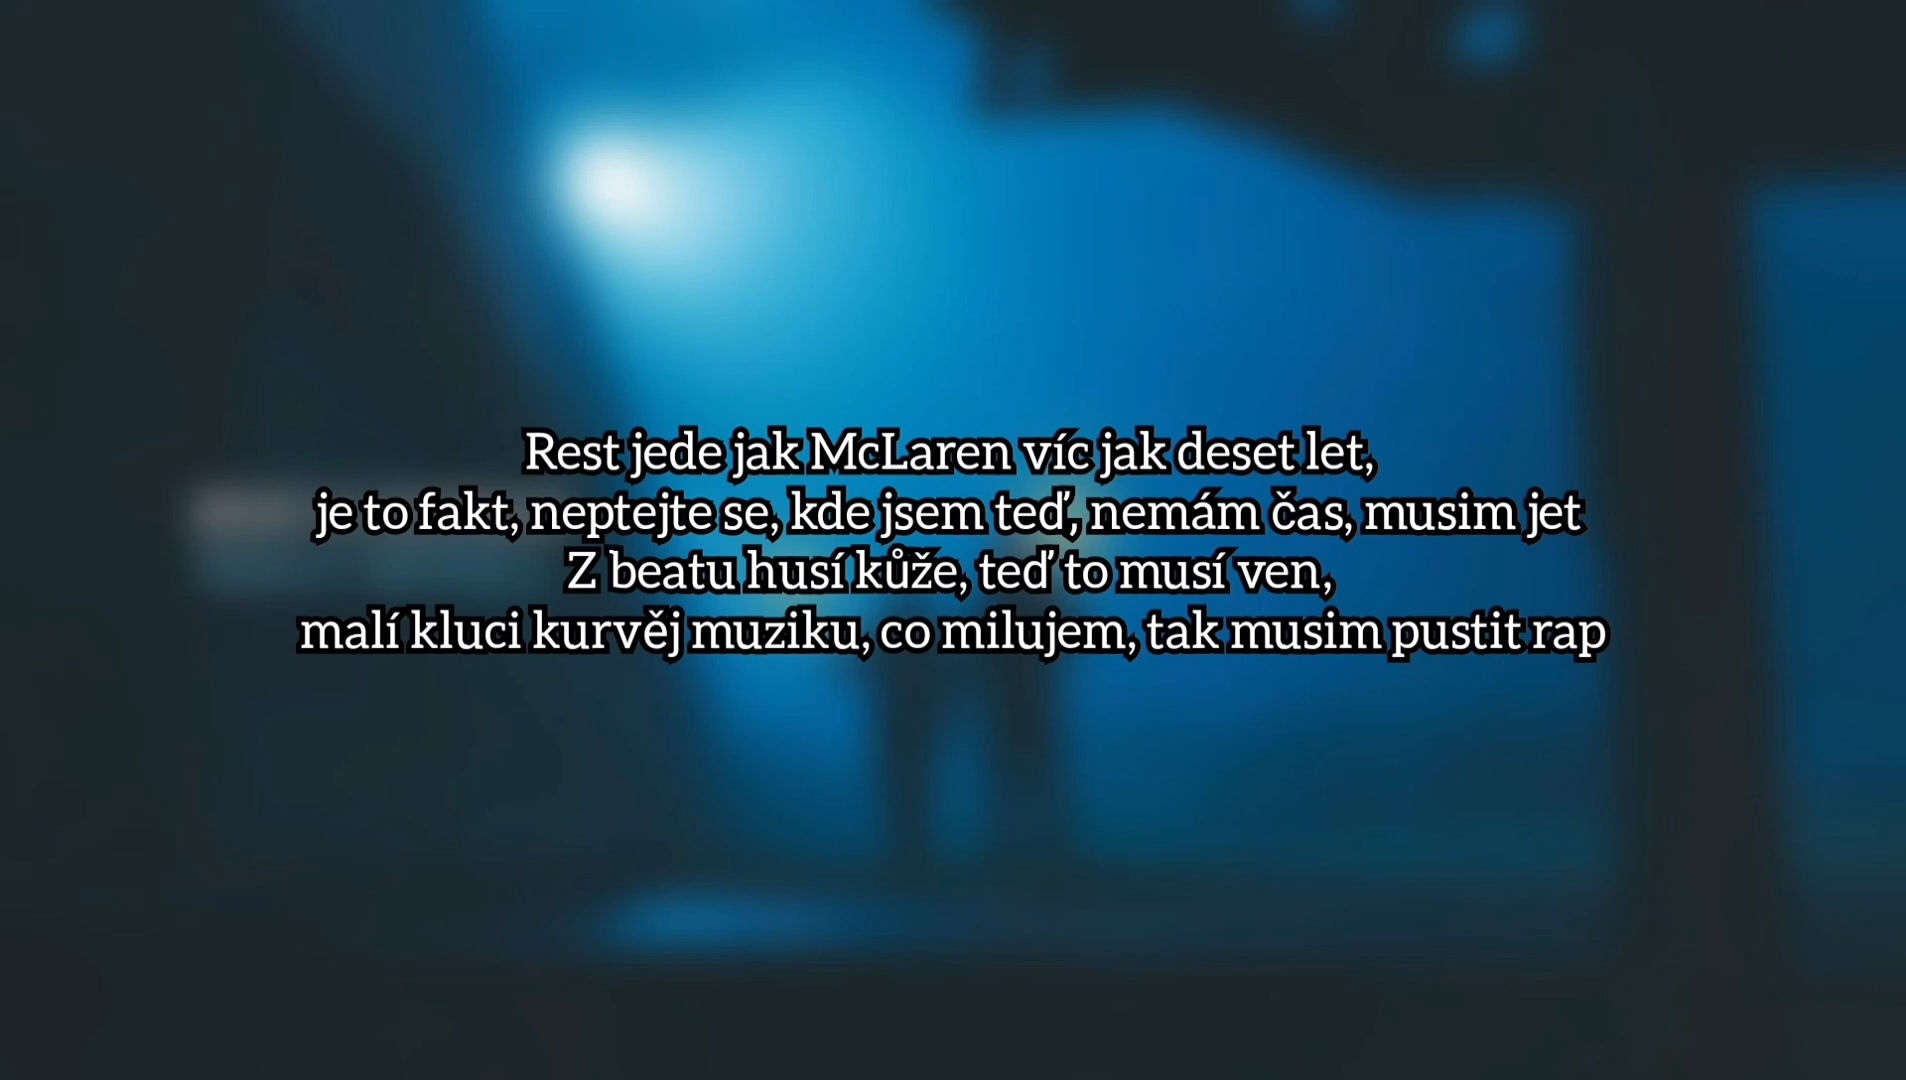 Rest jede jak McLaren víc jak deset let,
je to fakt, neptejte se, kde jsem teď, nemám čas, musim jet
Z beatu husí kůže, teď to musí ven,
malí kluci kurvěj muziku, co milujem, tak musim pustit rap